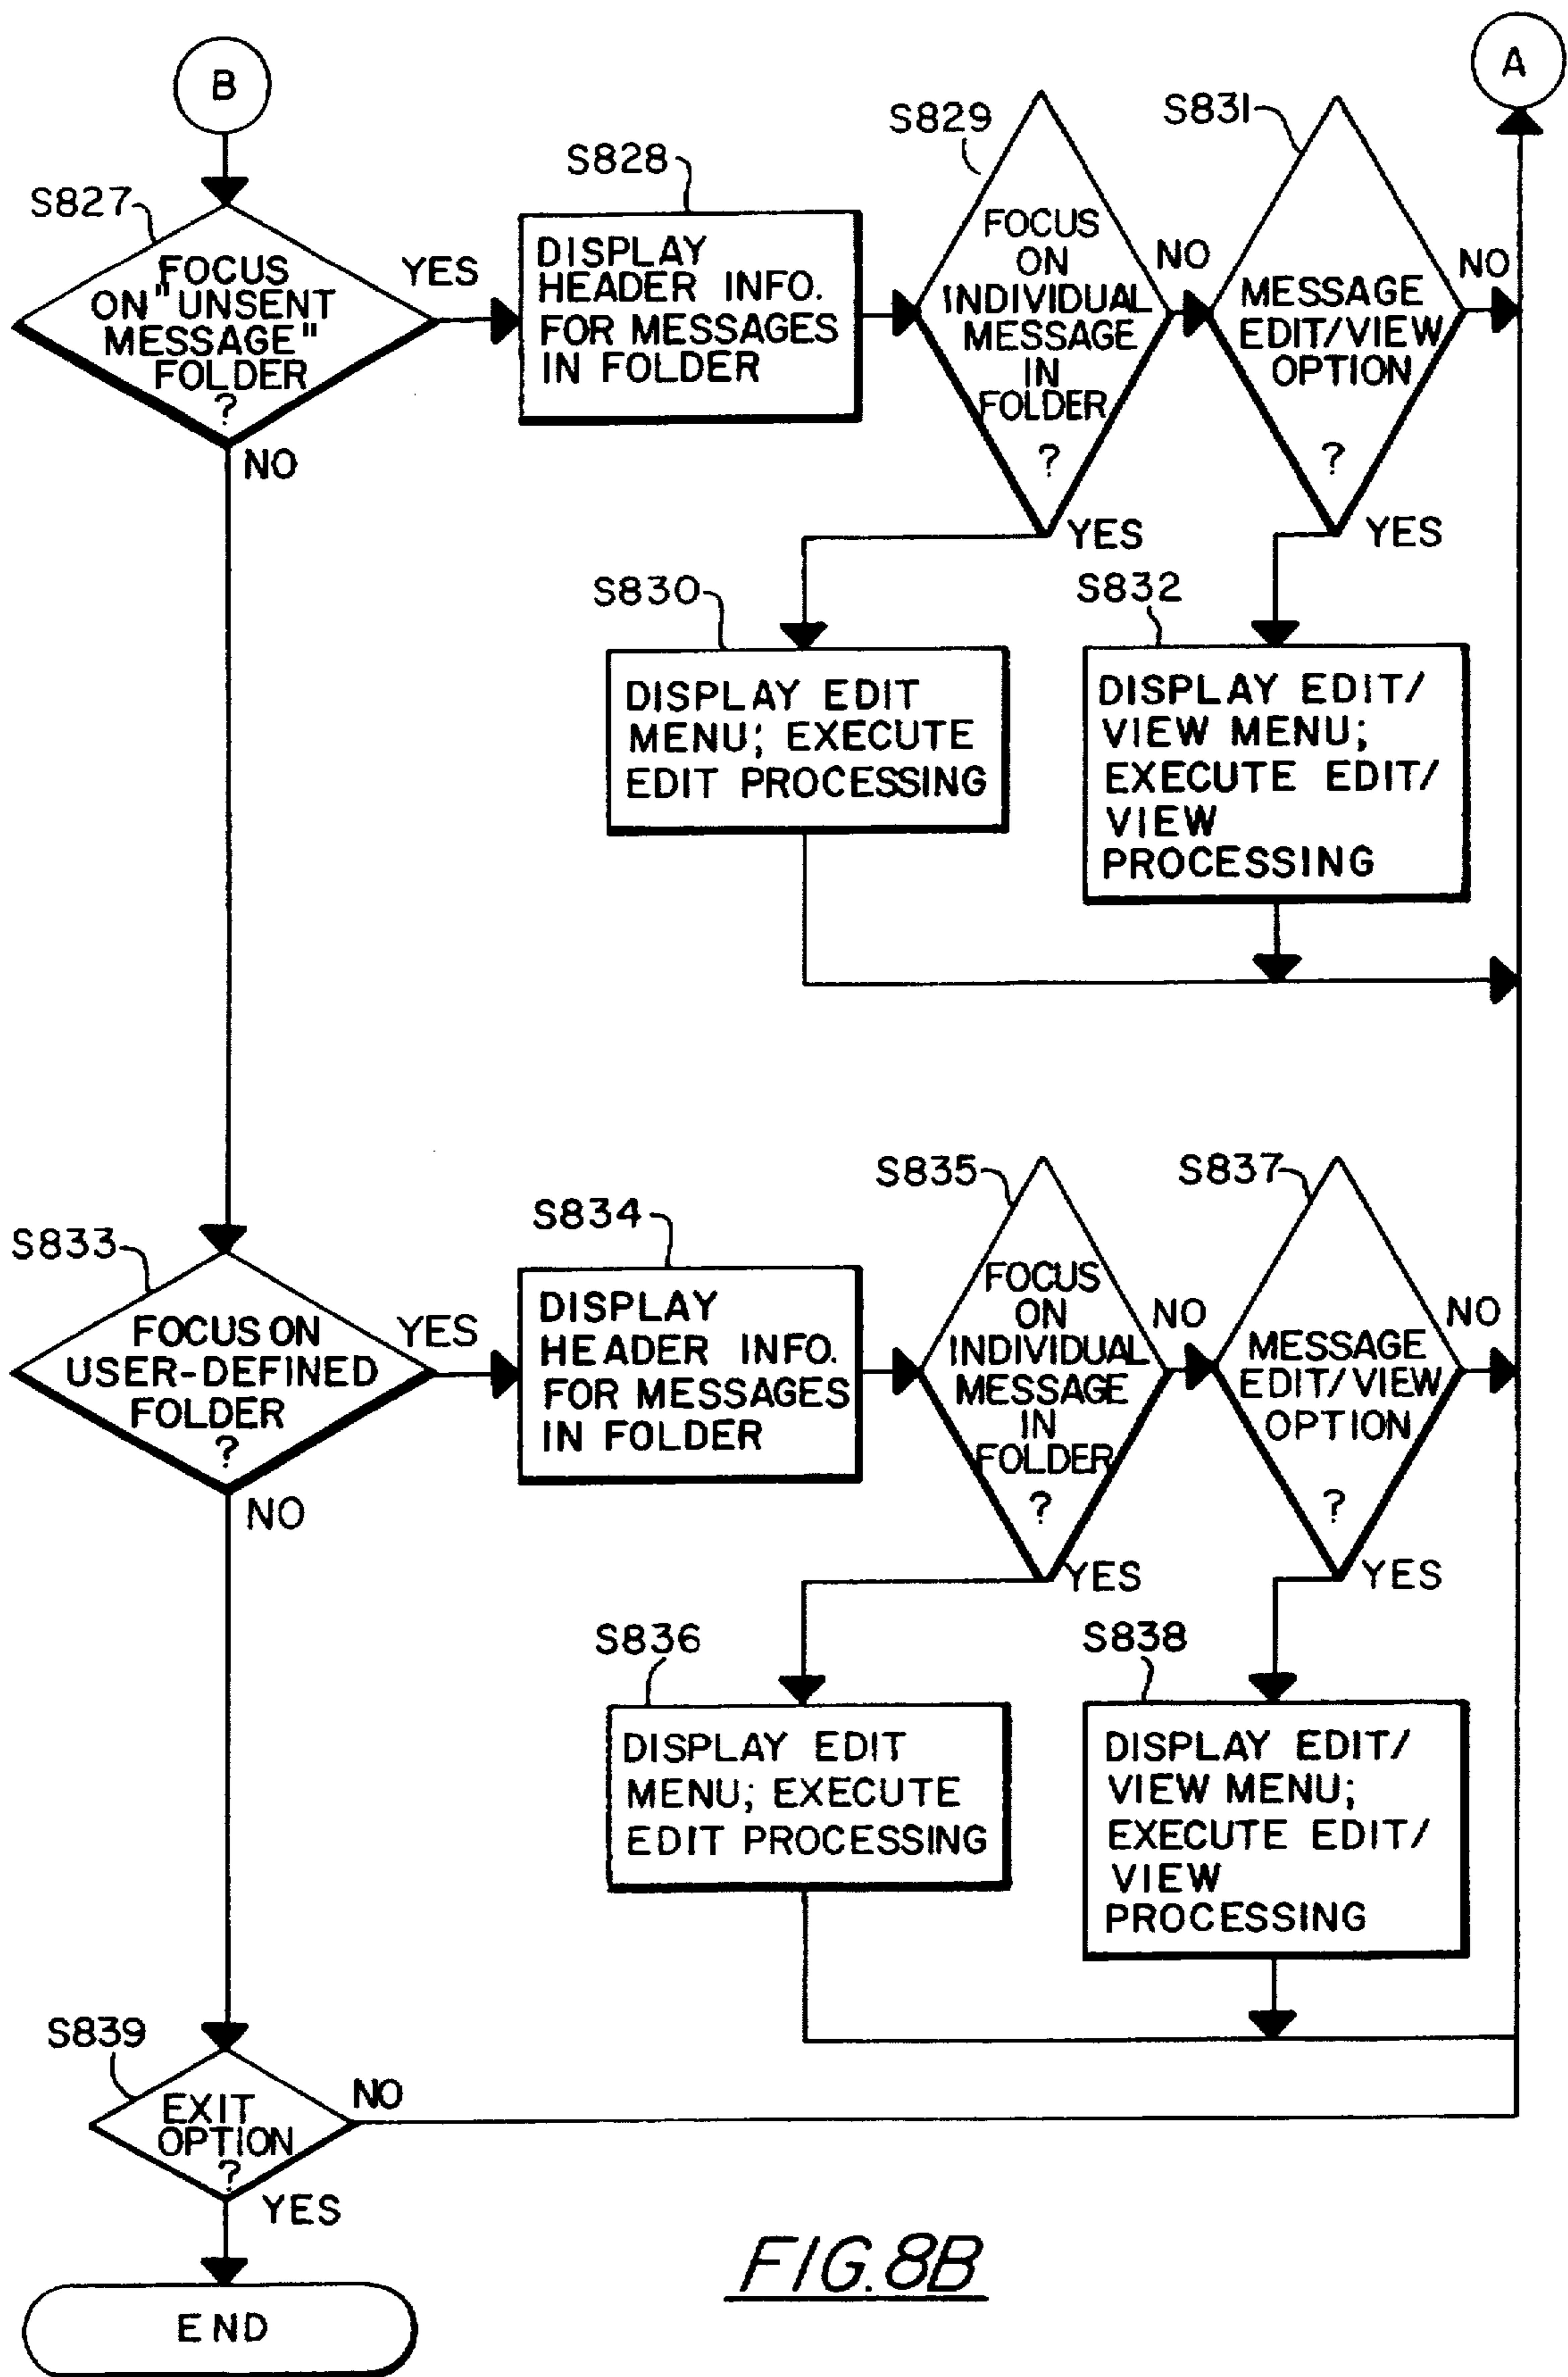 B
A
S827
FOCUS
ON "UNSENT
MESSAGE"
FOLDER
?
YES
NO
S828
DISPLAY
HEADER INFO.
FOR MESSAGES
IN FOLDER
S829
FOCUS
ON
INDIVIDUAL
MESSAGE
IN
FOLDER
?
NO
YES
S831
MESSAGE
EDIT/VIEW
OPTION
?
NO
YES
S830
DISPLAY EDIT
MENU; EXECUTE
EDIT PROCESSING
S832
DISPLAY EDIT/
VIEW MENU;
EXECUTE EDIT/
VIEW
PROCESSING
S833
FOCUS ON
USER-DEFINED
FOLDER
?
YES
NO
S834
DISPLAY
HEADER INFO.
FOR MESSAGES
IN FOLDER
S835
FOCUS
ON
INDIVIDUAL
MESSAGE
IN
FOLDER
?
NO
YES
S837
MESSAGE
EDIT/VIEW
OPTION
?
NO
YES
S836
DISPLAY EDIT
MENU; EXECUTE
EDIT PROCESSING
S838
DISPLAY EDIT/
VIEW MENU;
EXECUTE EDIT/
VIEW
PROCESSING
S839
EXIT
OPTION
?
NO
YES
END
FIG.8B